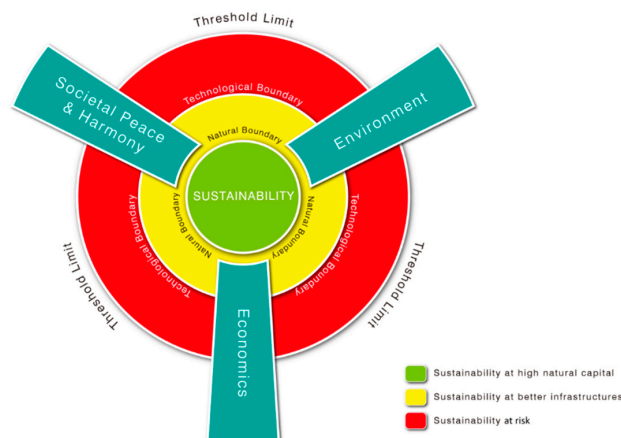 Threshold Limit
Societal Peace
& Harmony
Technological Boundary
Environment
Natural Boundary
SUSTAINABILITY
Natural Boundary
Natural Boundary
Technological Boundary
Technological Boundary
Threshold Limit
Threshold Limit
Economics
Sustainability at high natural capital
Sustainability at better infrastructures
Sustainability at risk